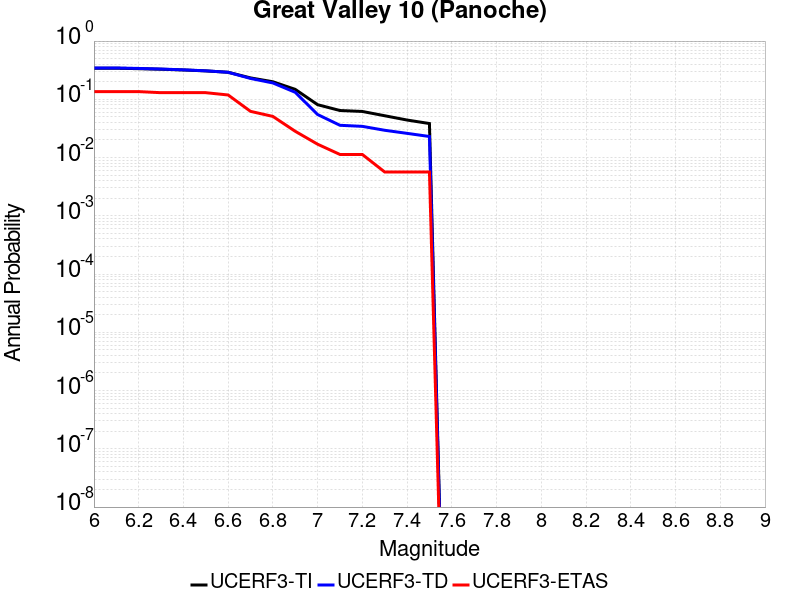 Great Valley 10 (Panoche)
Annual Probability
10^0
10^-1
10^-2
10^-3
10^-4
10^-5
10^-6
10^-7
10^-8
6 6.2 6.4 6.6 6.8 7 7.2 7.4 7.6 7.8 8 8.2 8.4 8.6 8.8 9
Magnitude
UCERF3-TI UCERF3-TD UCERF3-ETAS